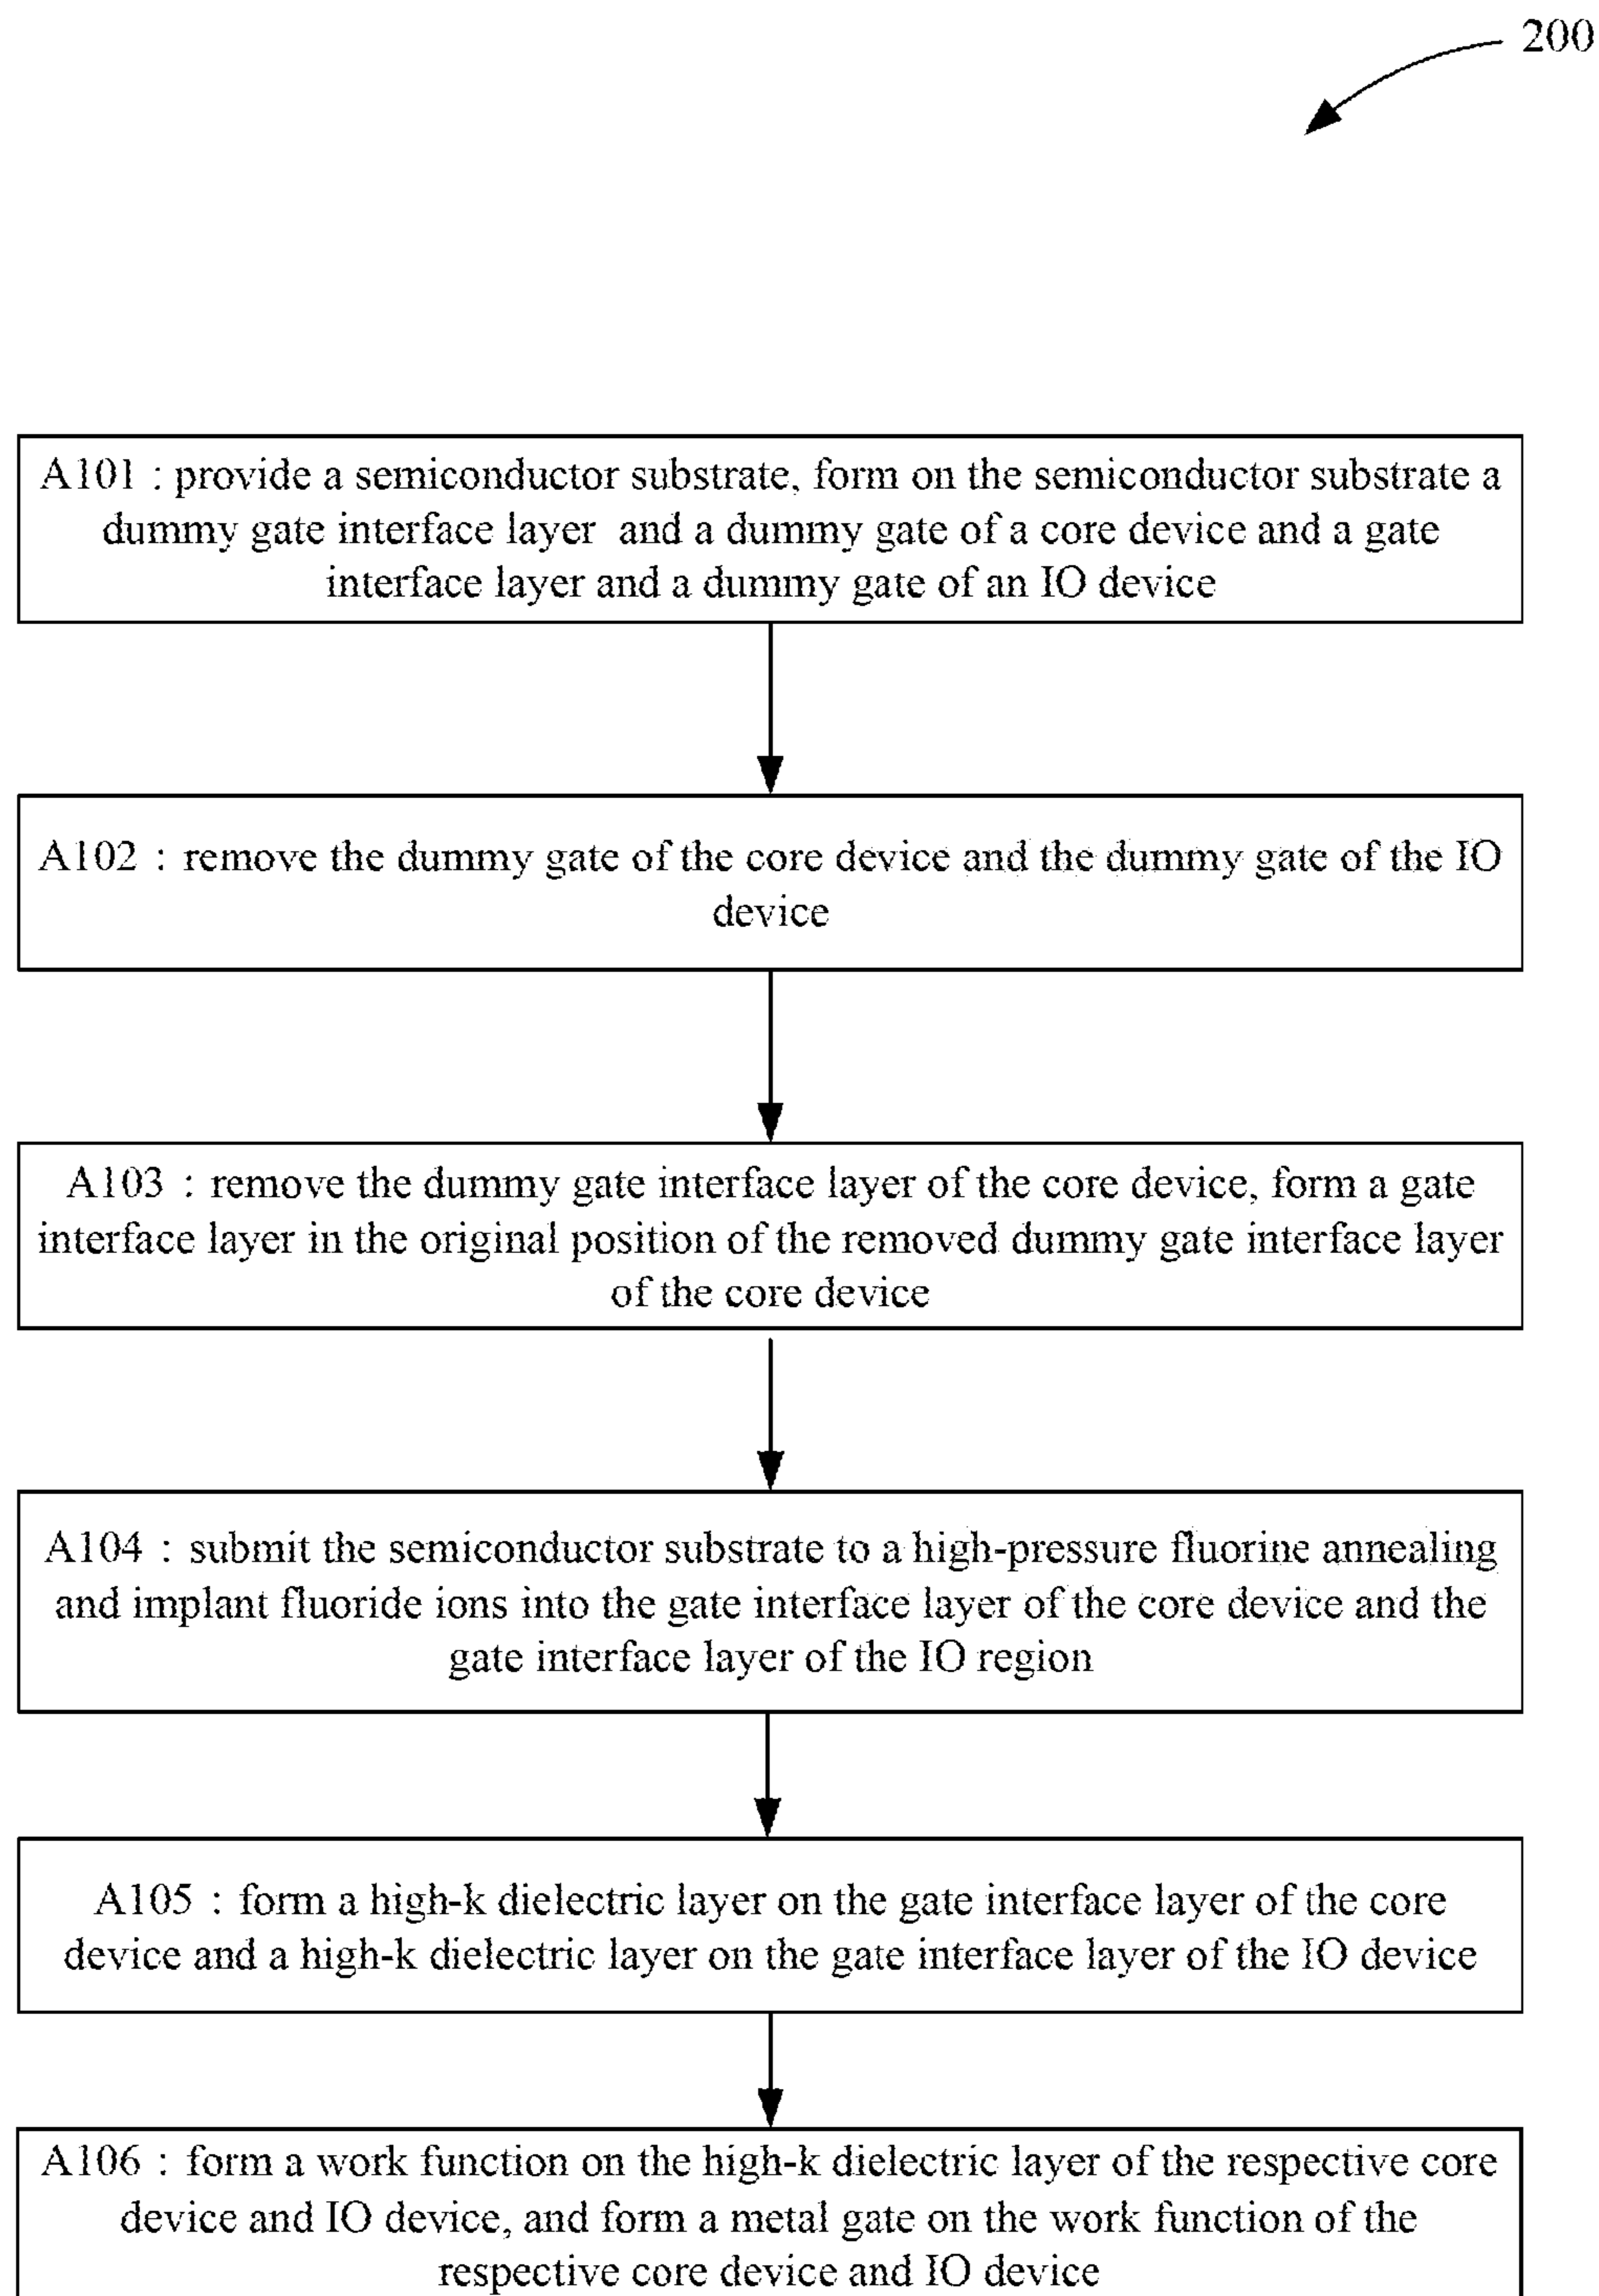 200
A101 : provide a semiconductor substrate, form on the semiconductor substrate a
dummy gate interface layer and a dummy gate of a core device and a gate
interface layer and a dummy gate of an IO device
A102 : remove the dummy gate of the core device and the dummy gate of the IO
device
A103 : remove the dummy gate interface layer of the core device, form a gate
interface layer in the original position of the removed dummy gate interface layer
of the core device
A104 : submit the semiconductor substrate to a high-pressure fluorine annealing
and implant fluoride ions into the gate interface layer of the core device and the
gate interface layer of the IO region
A105 : form a high-k dielectric layer on the gate interface layer of the core
device and a high-k dielectric layer on the gate interface layer of the IO device
A106 : form a work function on the high-k dielectric layer of the respective core
device and IO device, and form a metal gate on the work function of the
respective core device and IO device